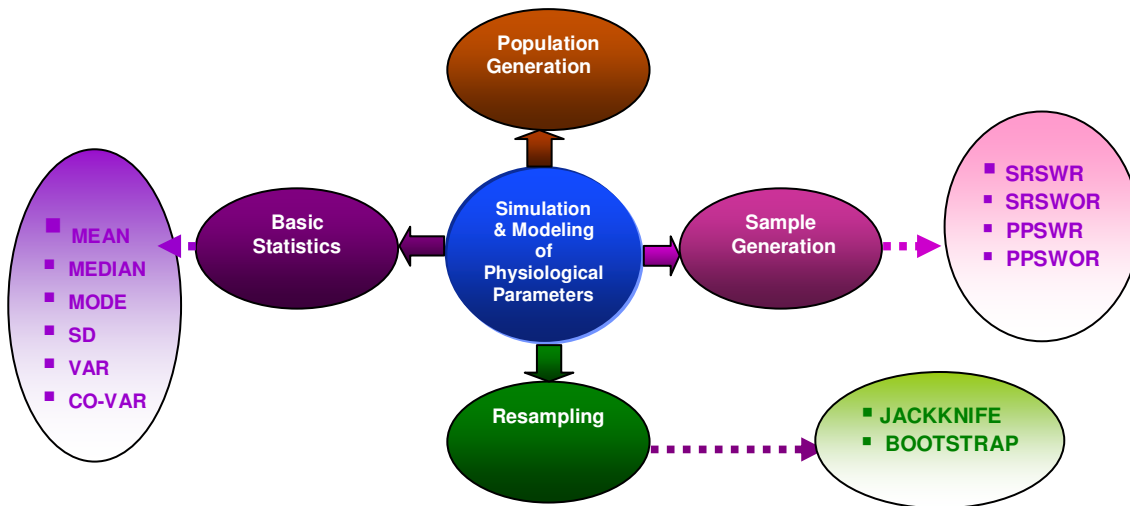 Population
Generation
■ MEAN
■ MEDIAN
■ MODE
■ SD
■ VAR
■ CO-VAR
Basic
Statistics
Simulation
& Modeling
of
Physiological
Parameters
Sample
Generation
■ SRSWR
■ SRSWOR
■ PPSWR
■ PPSWOR
Resampling
■ JACKKNIFE
■ BOOTSTRAP